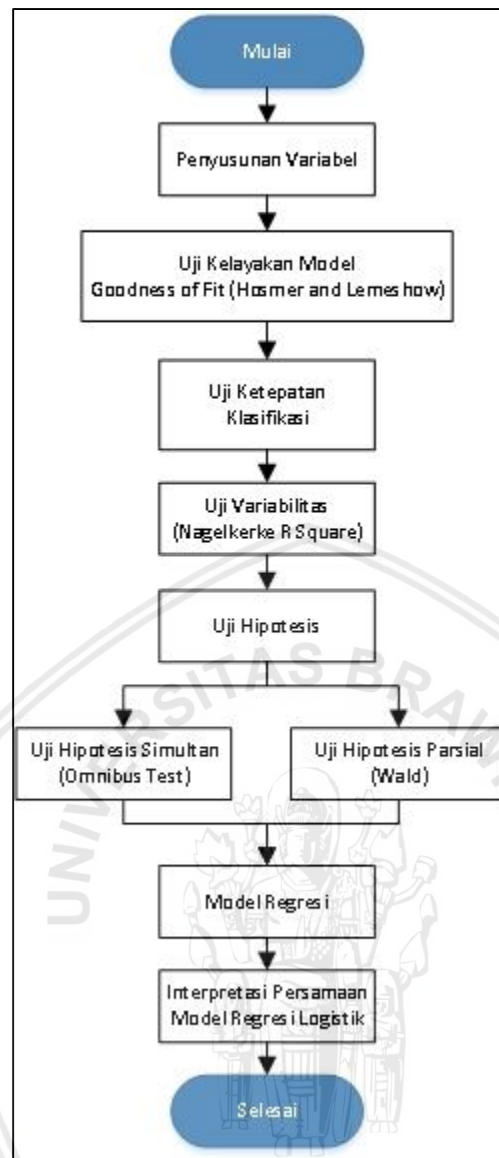 Mulai
Penyusunan Variabel
Uji Kelayakan Model
Goodness of Fit (Hosmer and Lemeshow)
Uji Ketepatan
Klasifikasi
Uji Variabilitas
(Nagelkerke R Square)
Uji Hipotesis
Uji Hipotesis Simultan
(Omnibus Test)
Uji Hipotesis Parsial
(Wald)
Model Regresi
Interpretasi Persamaan
Model Regresi Logistik
Selesai
UNIVERSITAS BRAW